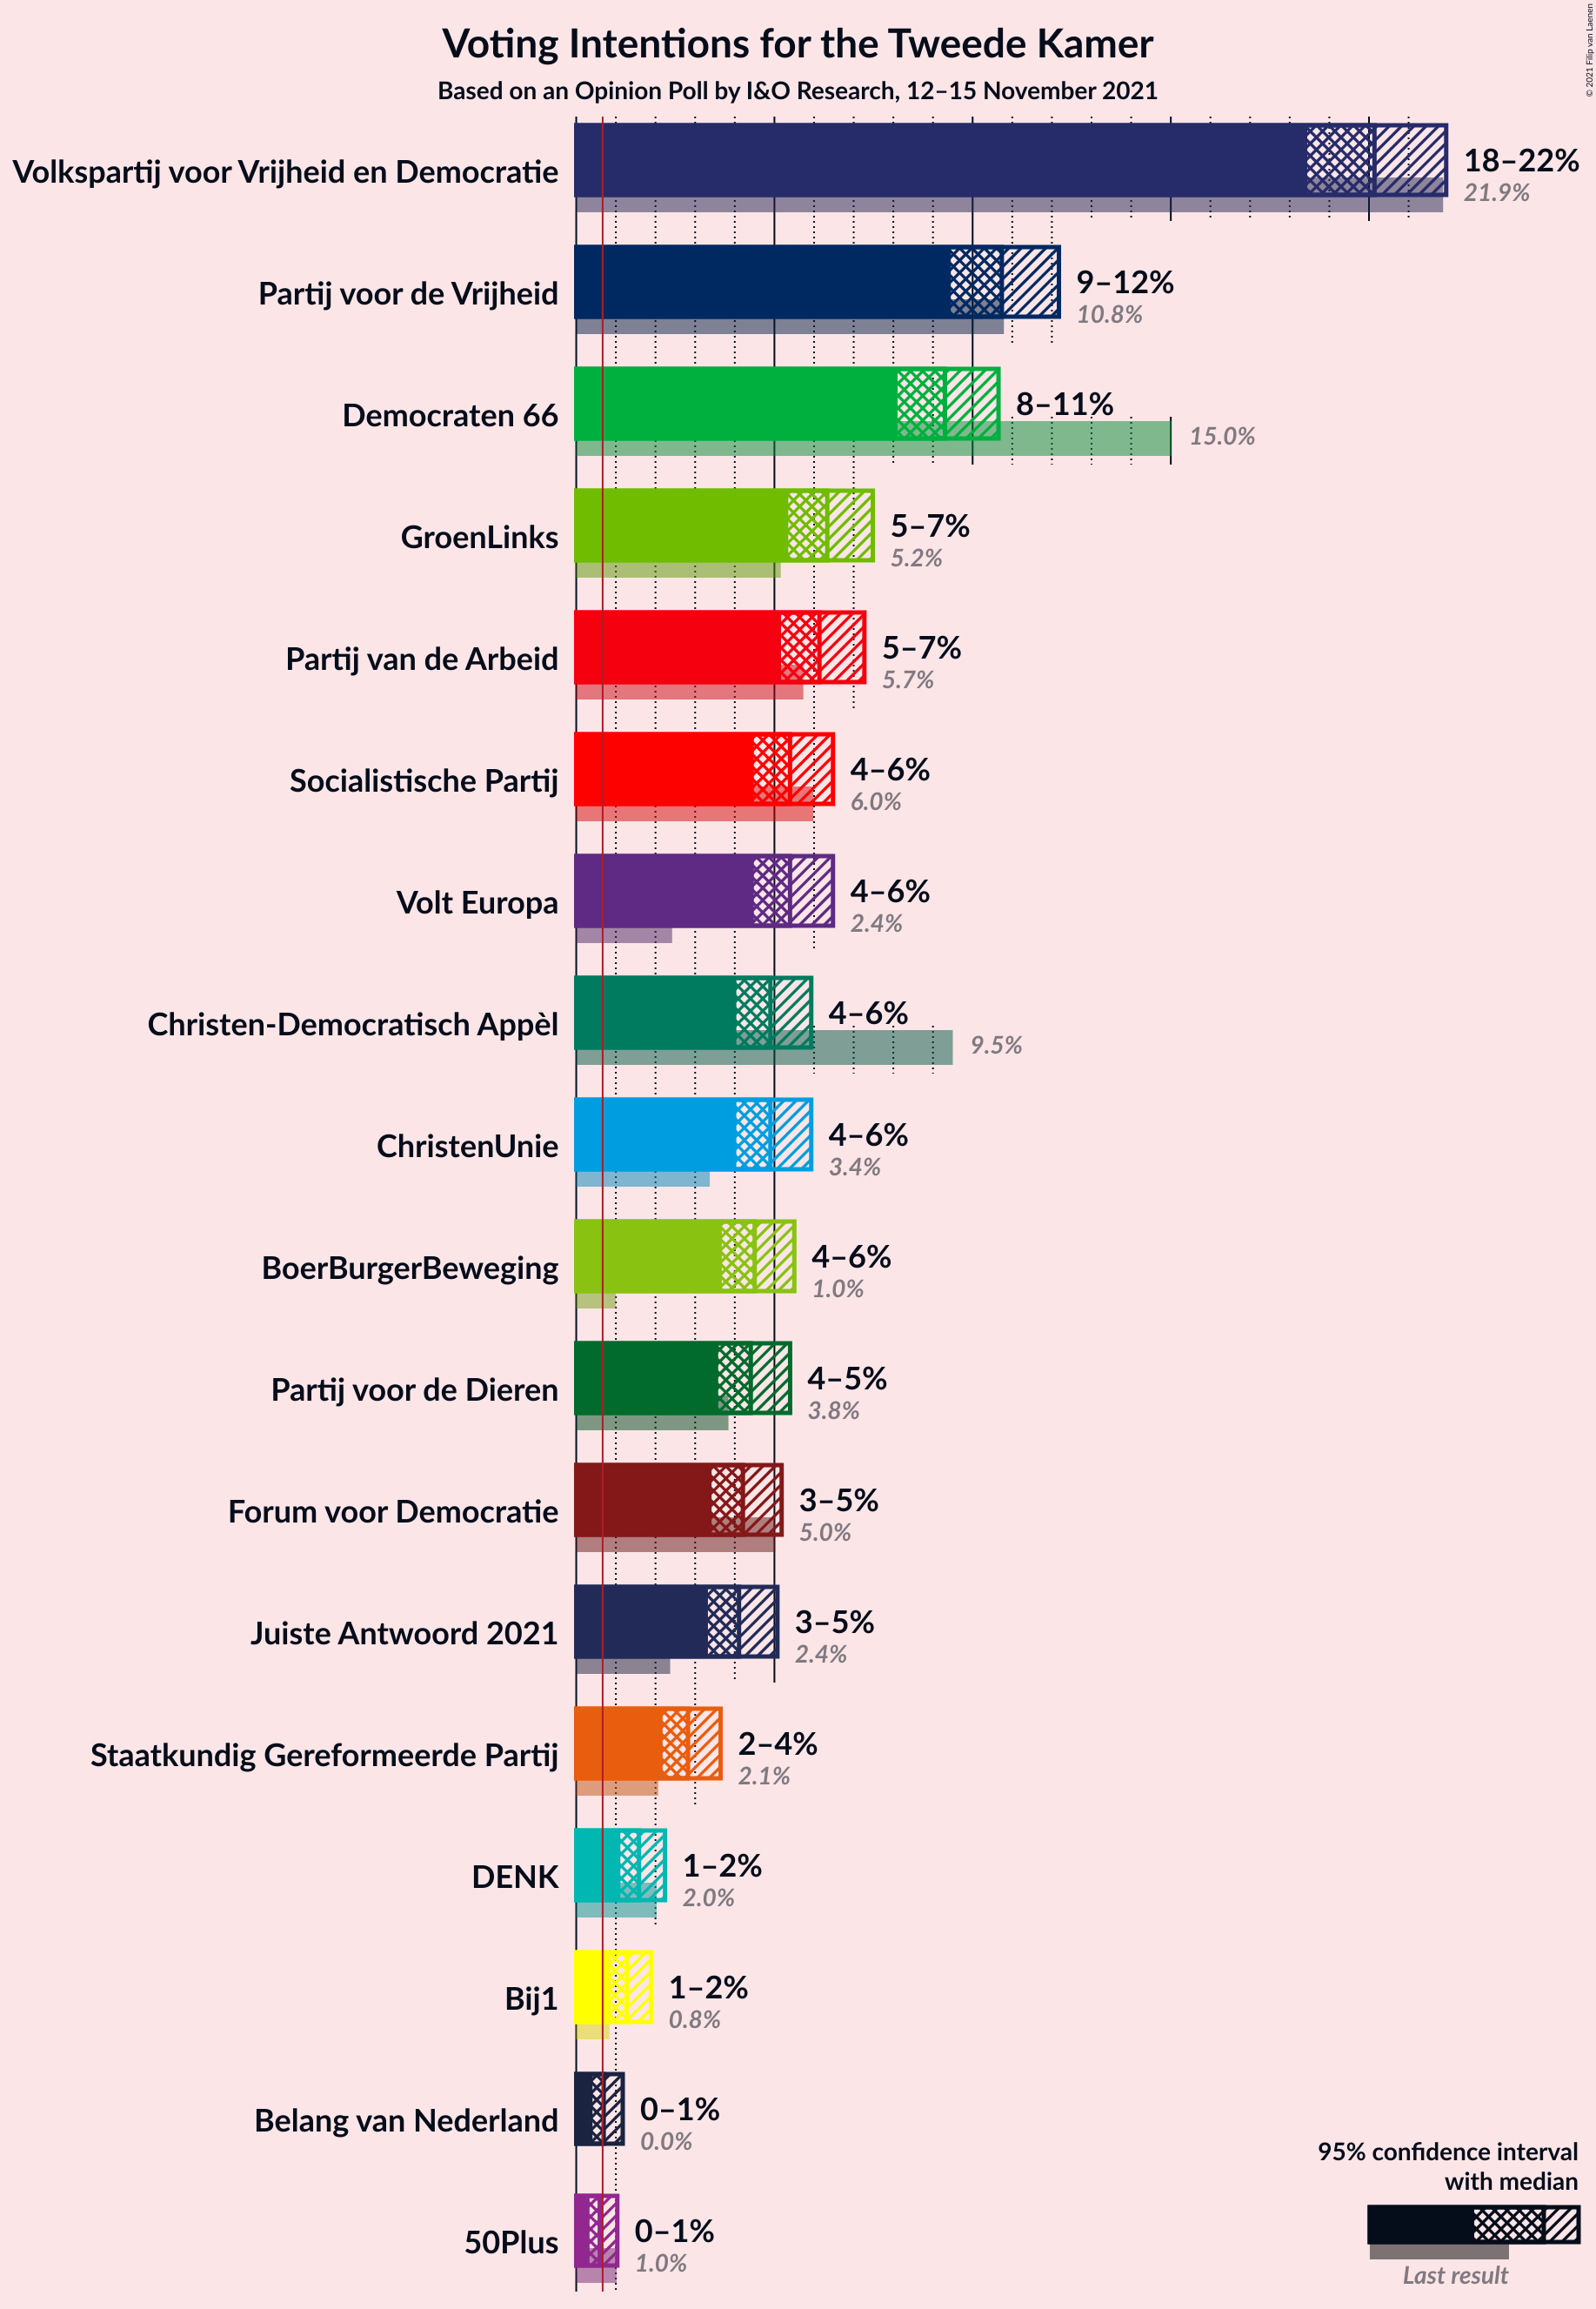 Voting Intentions for the Tweede Kamer
Based on an Opinion Poll by I&O Research, 12–15 November 2021
© 2021 Filip van Laenen
Volkspartij voor Vrijheid en Democratie
18–22%
21.9%
Partij voor de Vrijheid
9–12%
10.8%
Democraten 66
8–11%
15.0%
GroenLinks
5–7%
5.2%
Partij van de Arbeid
5–7%
5.7%
Socialistische Partij
4–6%
6.0%
Volt Europa
4–6%
2.4%
Christen-Democratisch Appèl
4–6%
9.5%
ChristenUnie
4–6%
3.4%
BoerBurgerBeweging
4–6%
1.0%
Partij voor de Dieren
4–5%
3.8%
Forum voor Democratie
3–5%
5.0%
Juiste Antwoord 2021
3–5%
2.4%
Staatkundig Gereformeerde Partij
2–4%
2.1%
DENK
1–2%
2.0%
Bij1
1–2%
0.8%
Belang van Nederland
0–1%
0.0%
50Plus
0–1%
1.0%
95% confidence interval
with median
Last result